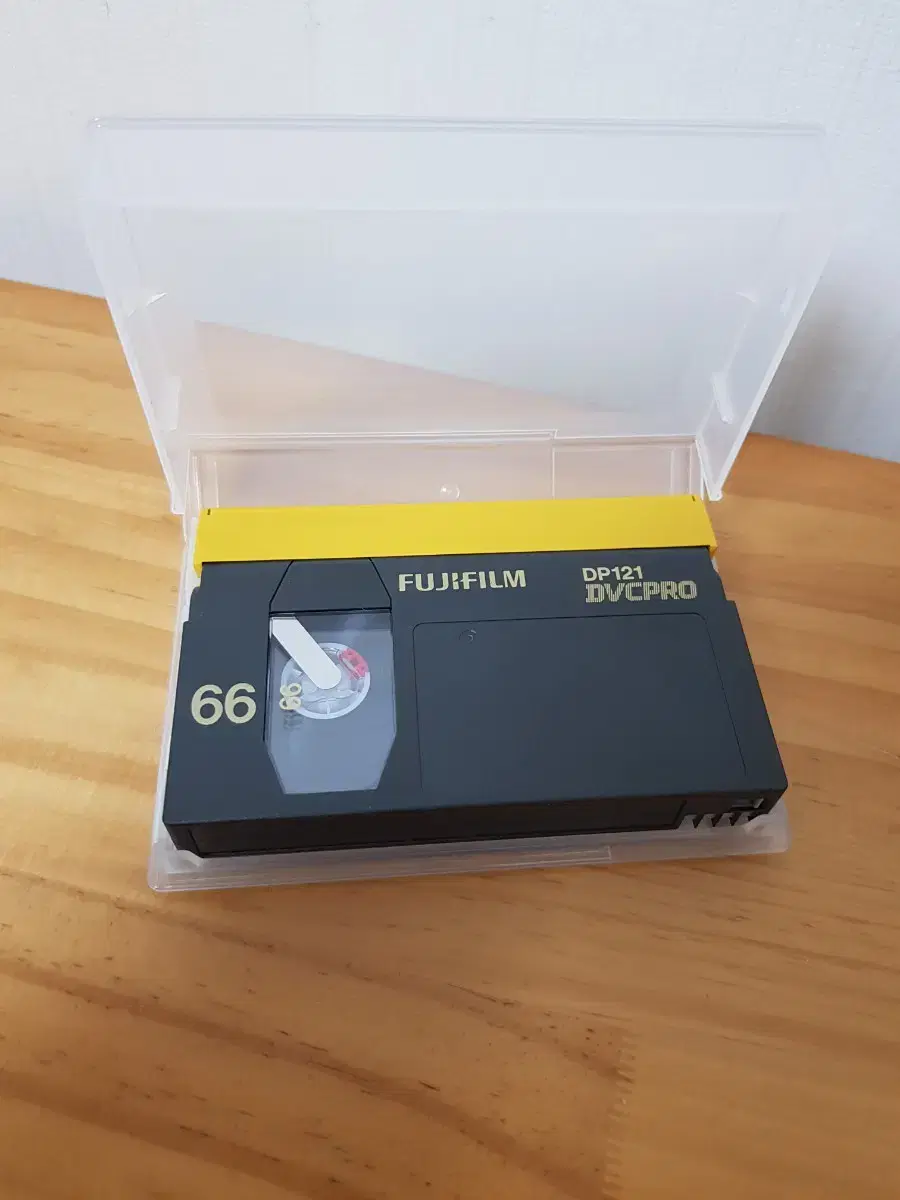 FUJIFILM
DP121
DVCPRO
66
66